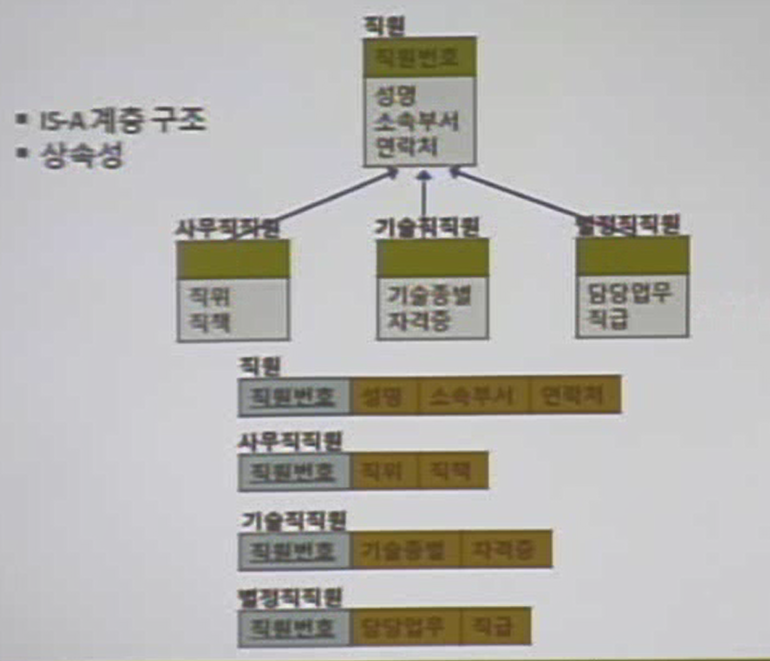 직원
직원번호
성명
소속부서
연락처
▪ IS-A 계층 구조
▪ 상속성
사무직직원 기술직직원 별정직직원
직위 기술종별 담당업무
직책 자격증 직급
직원
직원번호 성명 소속부서 연락처
사무직직원
직원번호 직위 직책
기술직직원
직원번호 기술종별 자격증
별정직직원
직원번호 담당업무 직급